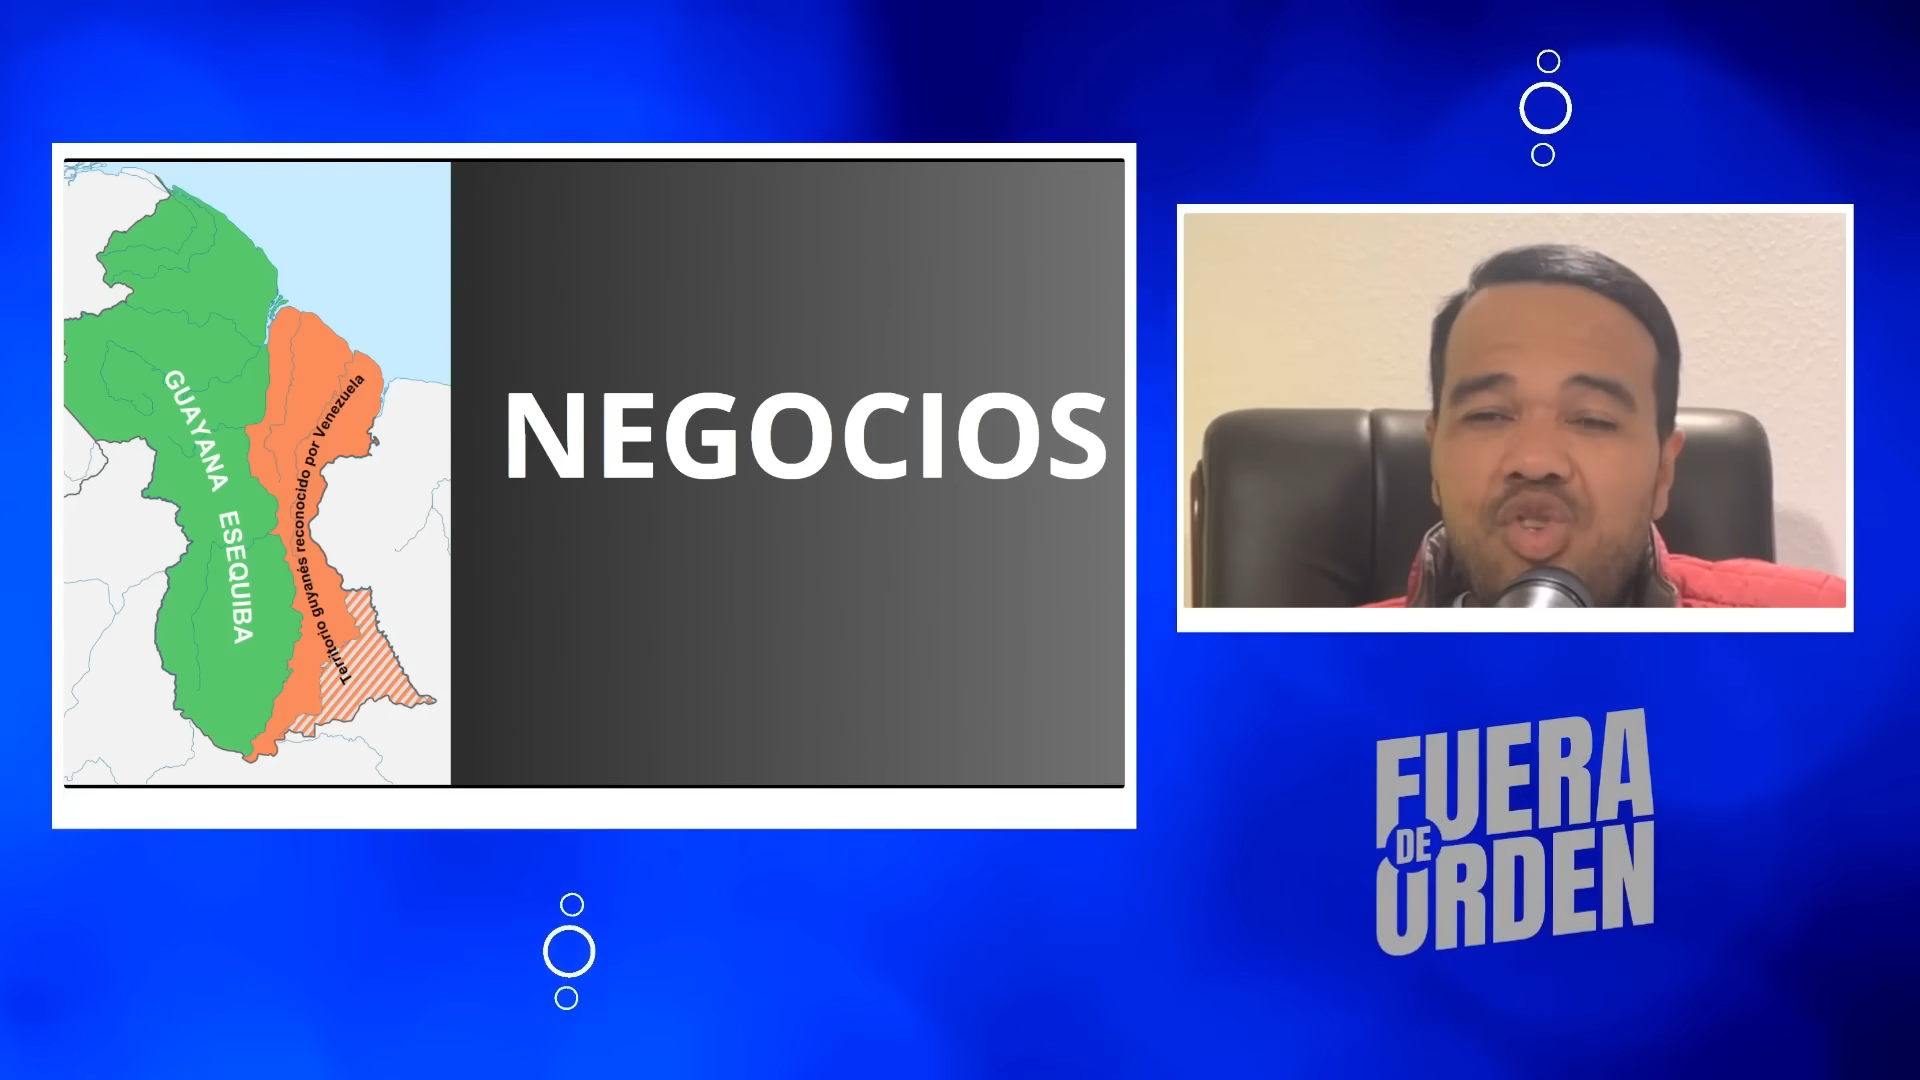 GUAYANA ESEQUIBA
Territorio guyanés reconocido por Venezuela
NEGOCIOS
FUERA
DE
ORDEN